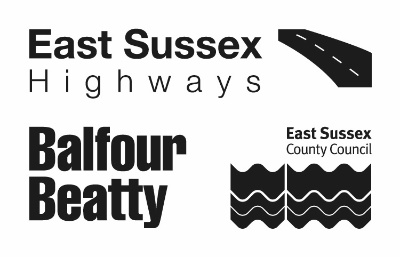 East Sussex
Highways
Balfour
Beatty
East Sussex
County Council